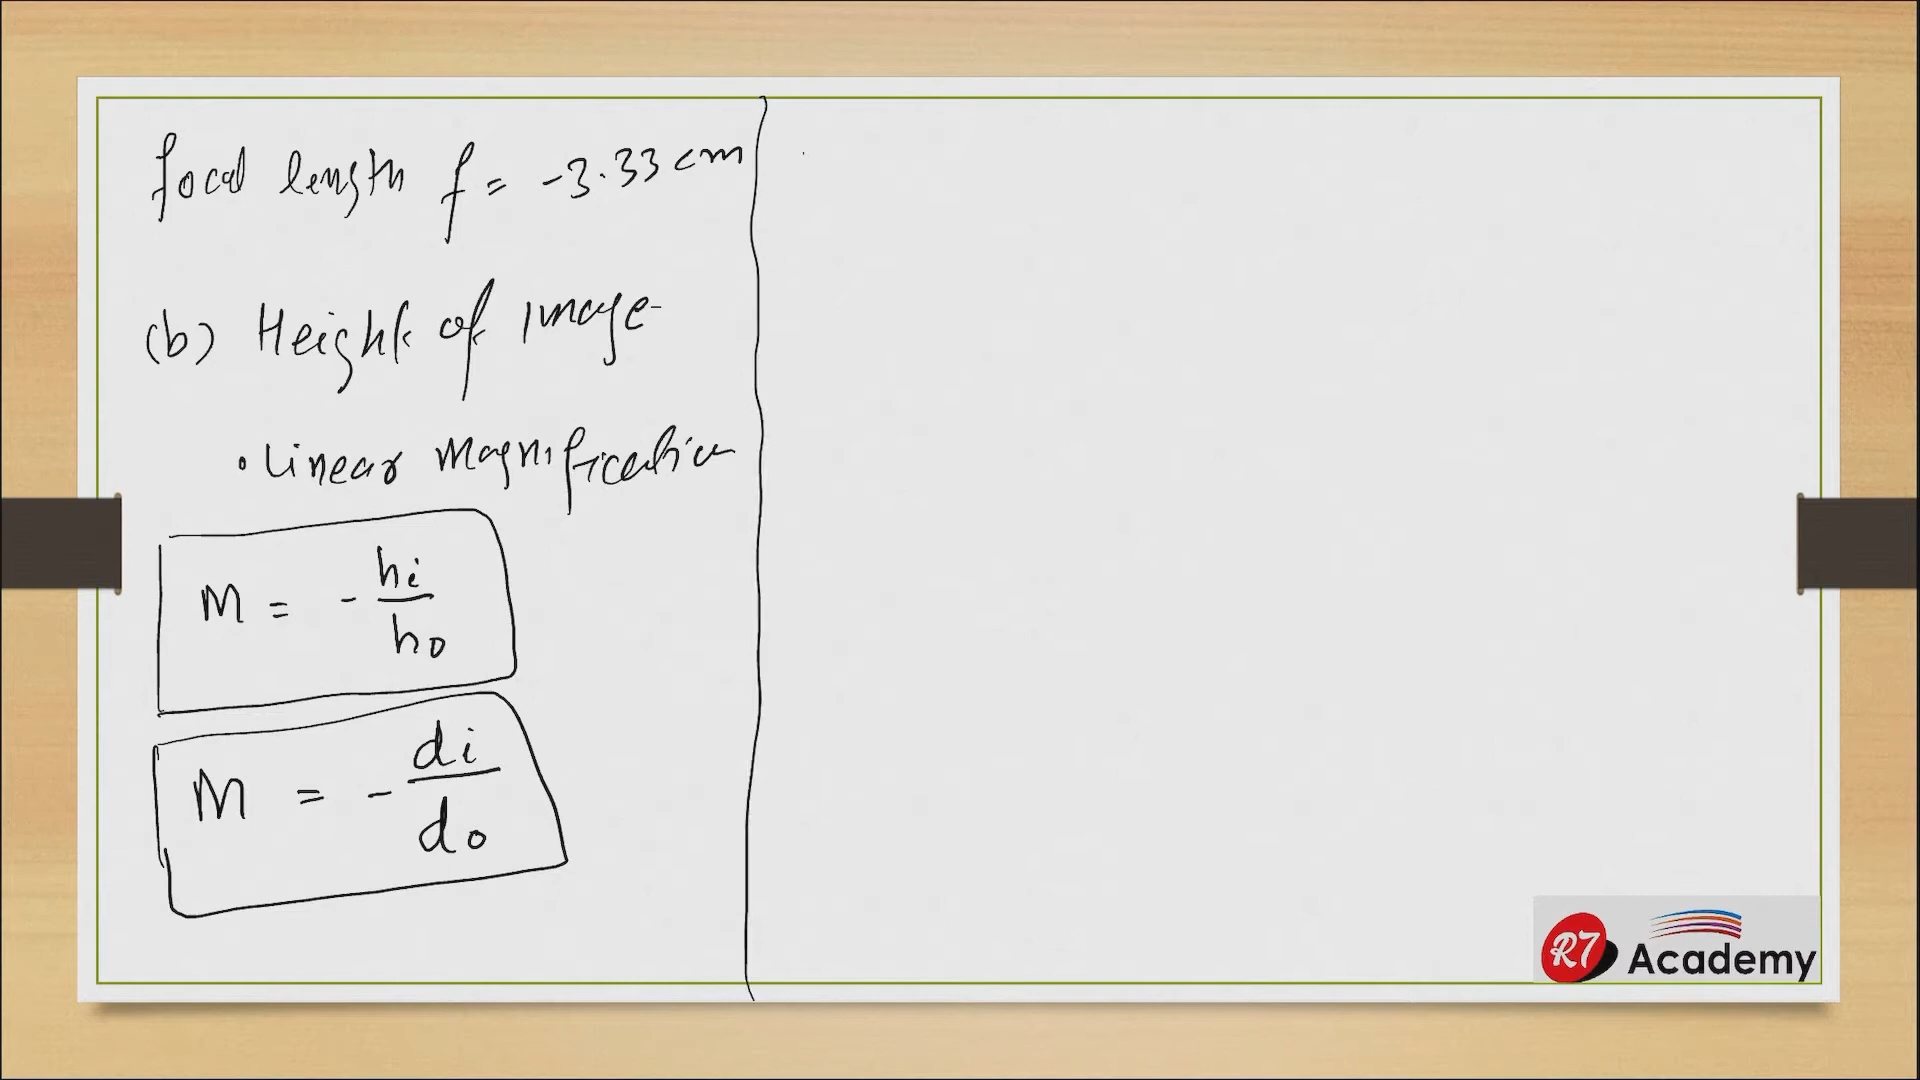 focal length f = -3.33 cm
(b) Height of image
• Linear Magnification
M = - hi / ho
M = - di / do
R7 Academy